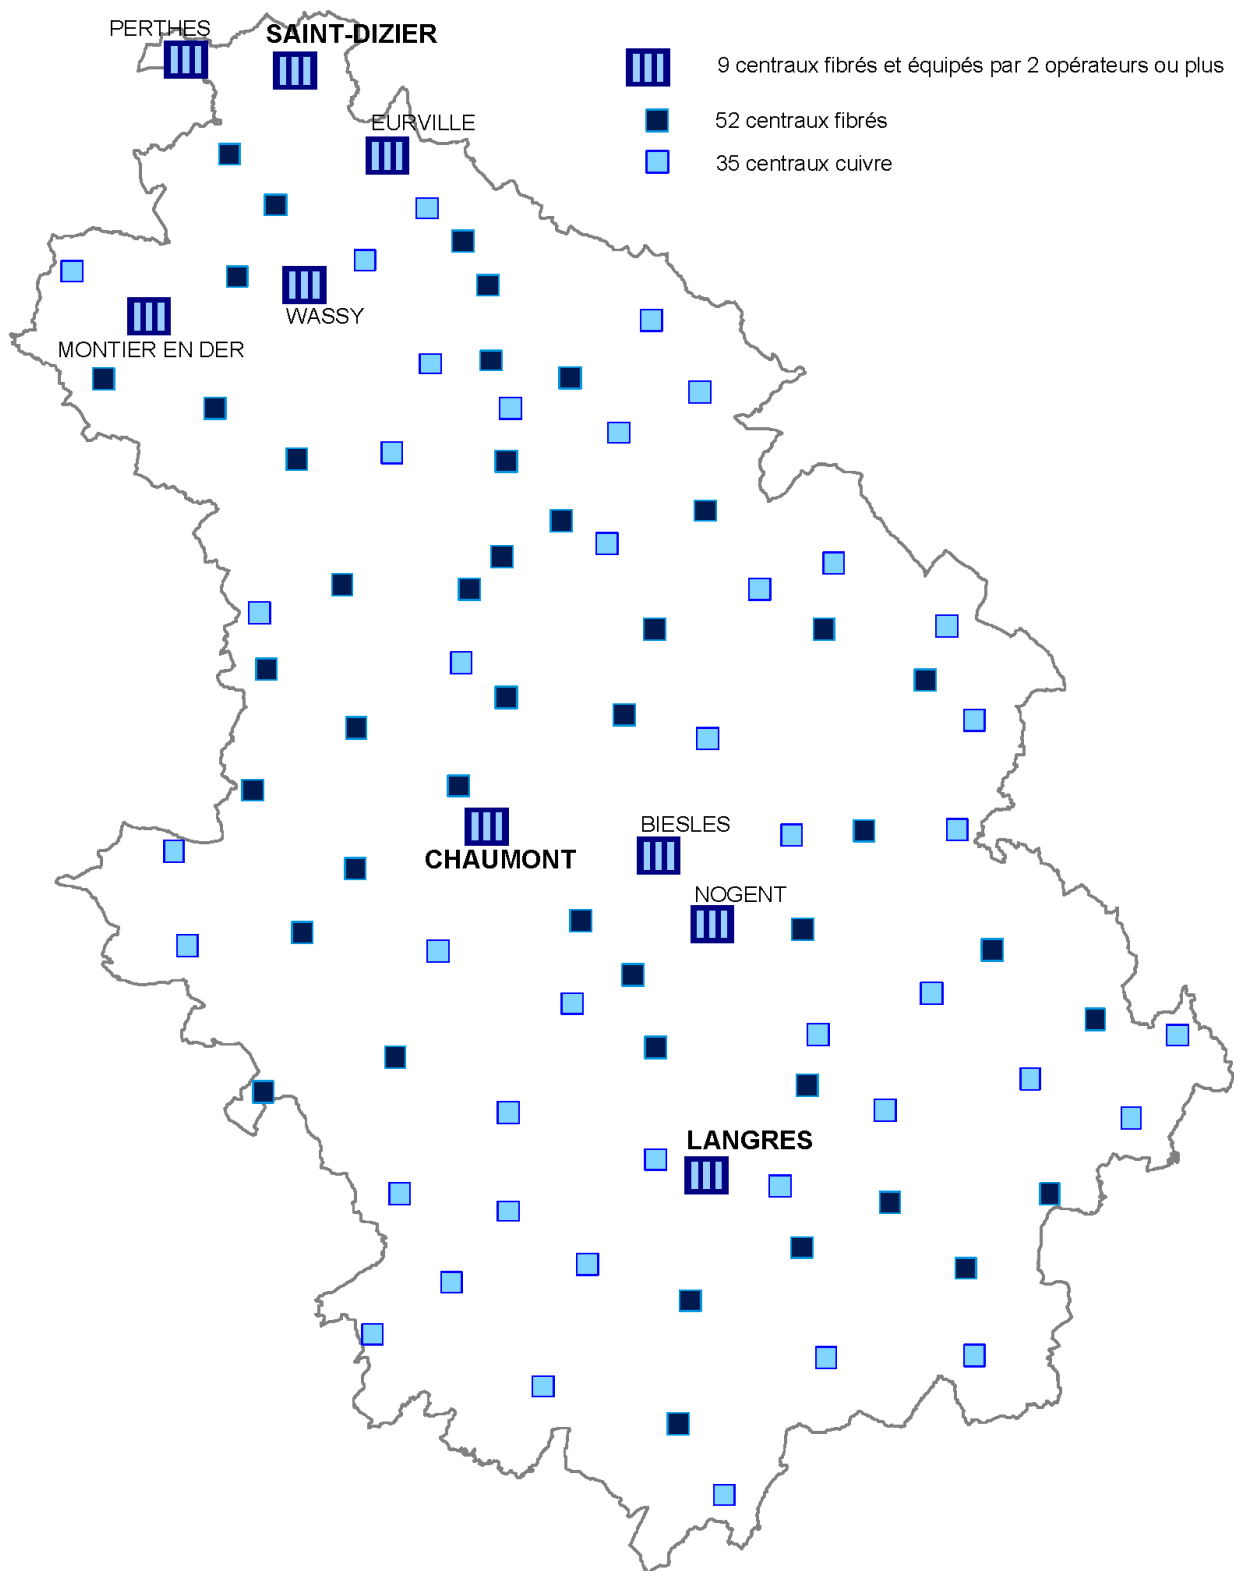 PERTHES
SAINT-DIZIER
9 centraux fibrés et équipés par 2 opérateurs ou plus
52 centraux fibrés
EURVILLE
35 centraux cuivre
WASSY
MONTIER EN DER
BIESLES
CHAUMONT
NOGENT
LANGRES